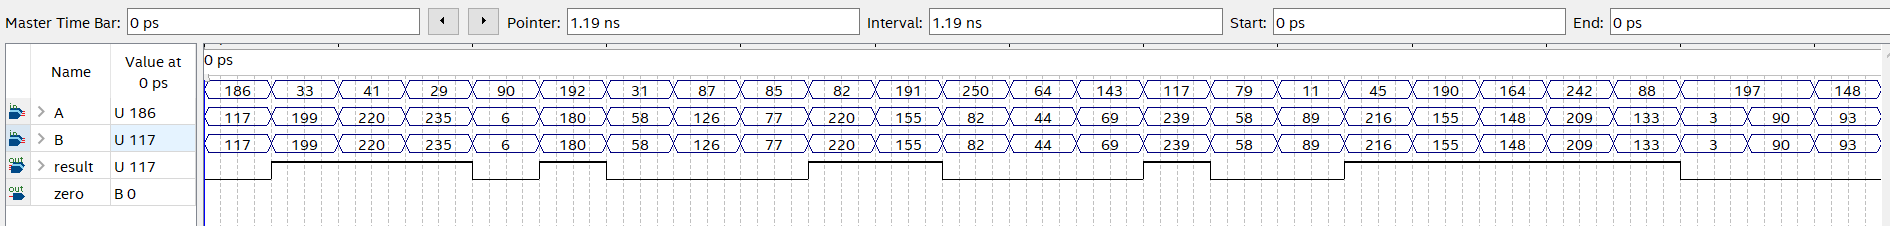 Master Time Bar: 0 ps Pointer: 1.19 ns Interval: 1.19 ns Start: 0 ps End: 0 ps
Name Value at 0 ps
0 ps
186 33 41 29 90 192 31 87 85 82 191 250 64 143 117 79 11 45 190 164 242 88 197 148
A U 186
117 199 220 235 6 180 58 126 77 220 155 82 44 69 239 58 89 216 155 148 209 133 3 90 93
B U 117
117 199 220 235 6 180 58 126 77 220 155 82 44 69 239 58 89 216 155 148 209 133 3 90 93
result U 117
zero B 0